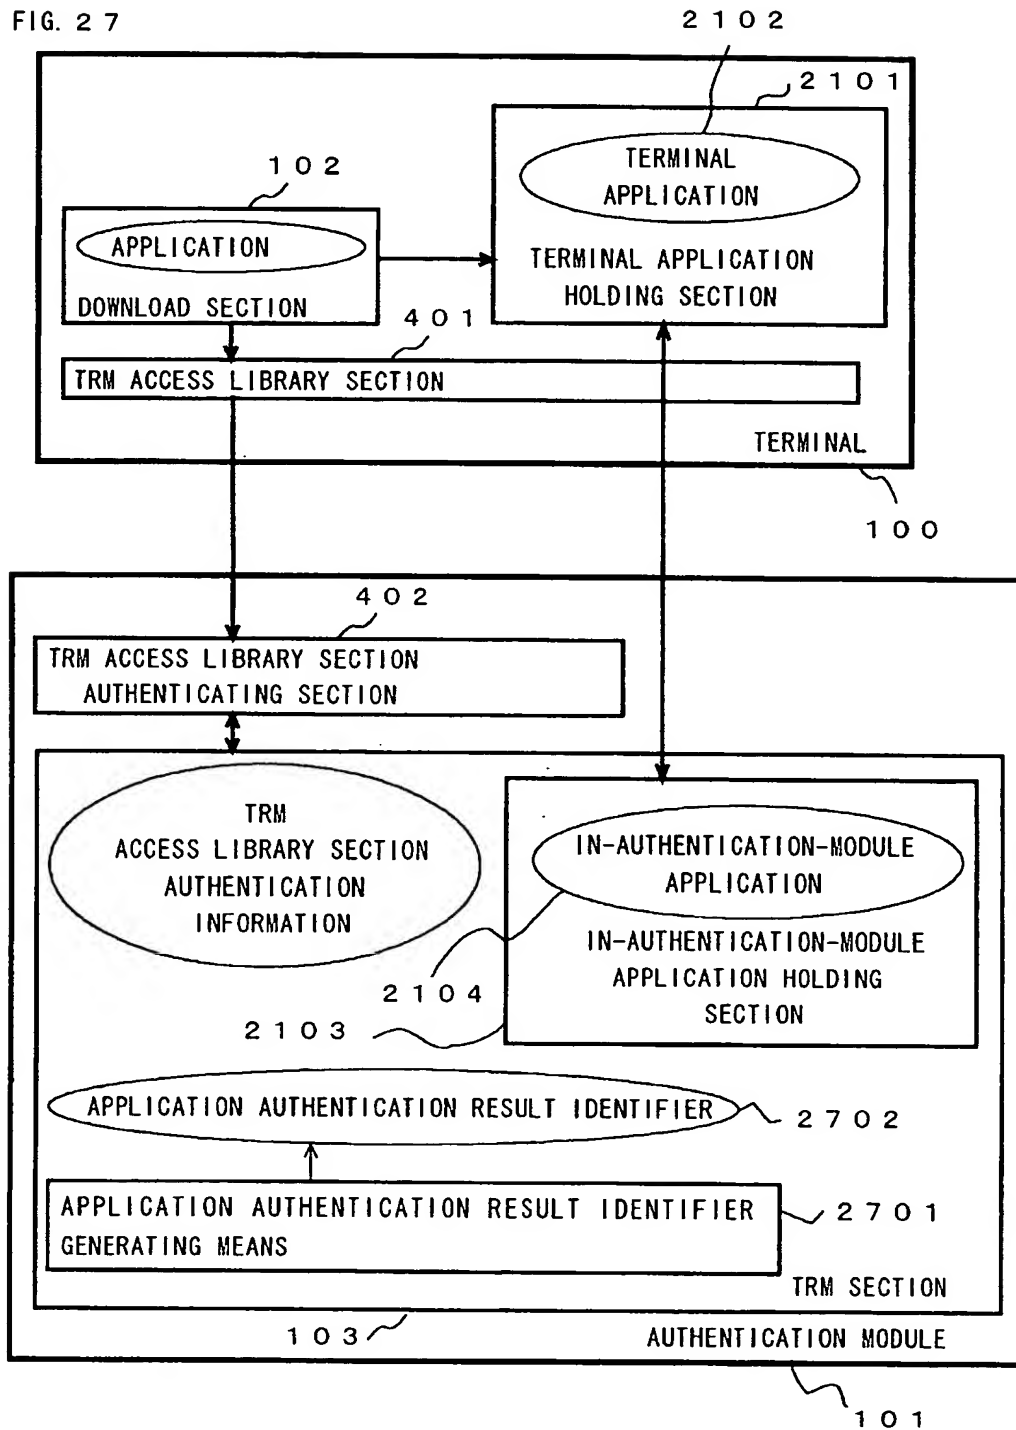 FIG. 27
2102
2101
TERMINAL
APPLICATION
102
APPLICATION
TERMINAL APPLICATION
HOLDING SECTION
DOWNLOAD SECTION
401
TRM ACCESS LIBRARY SECTION
TERMINAL
100
402
TRM ACCESS LIBRARY SECTION
AUTHENTICATING SECTION
TRM
ACCESS LIBRARY SECTION
AUTHENTICATION
INFORMATION
IN-AUTHENTICATION-MODULE
APPLICATION
IN-AUTHENTICATION-MODULE
APPLICATION HOLDING
SECTION
2104
2103
APPLICATION AUTHENTICATION RESULT IDENTIFIER
2702
APPLICATION AUTHENTICATION RESULT IDENTIFIER
GENERATING MEANS
2701
TRM SECTION
103
AUTHENTICATION MODULE
101